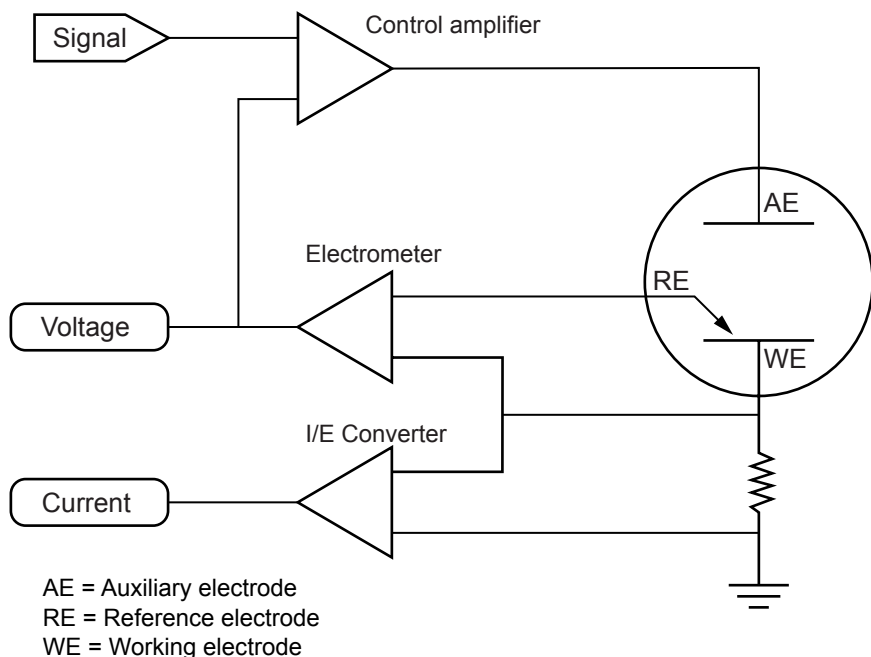 Signal
Control amplifier
AE
Electrometer
RE
Voltage
WE
I/E Converter
Current
AE = Auxiliary electrode
RE = Reference electrode
WE = Working electrode